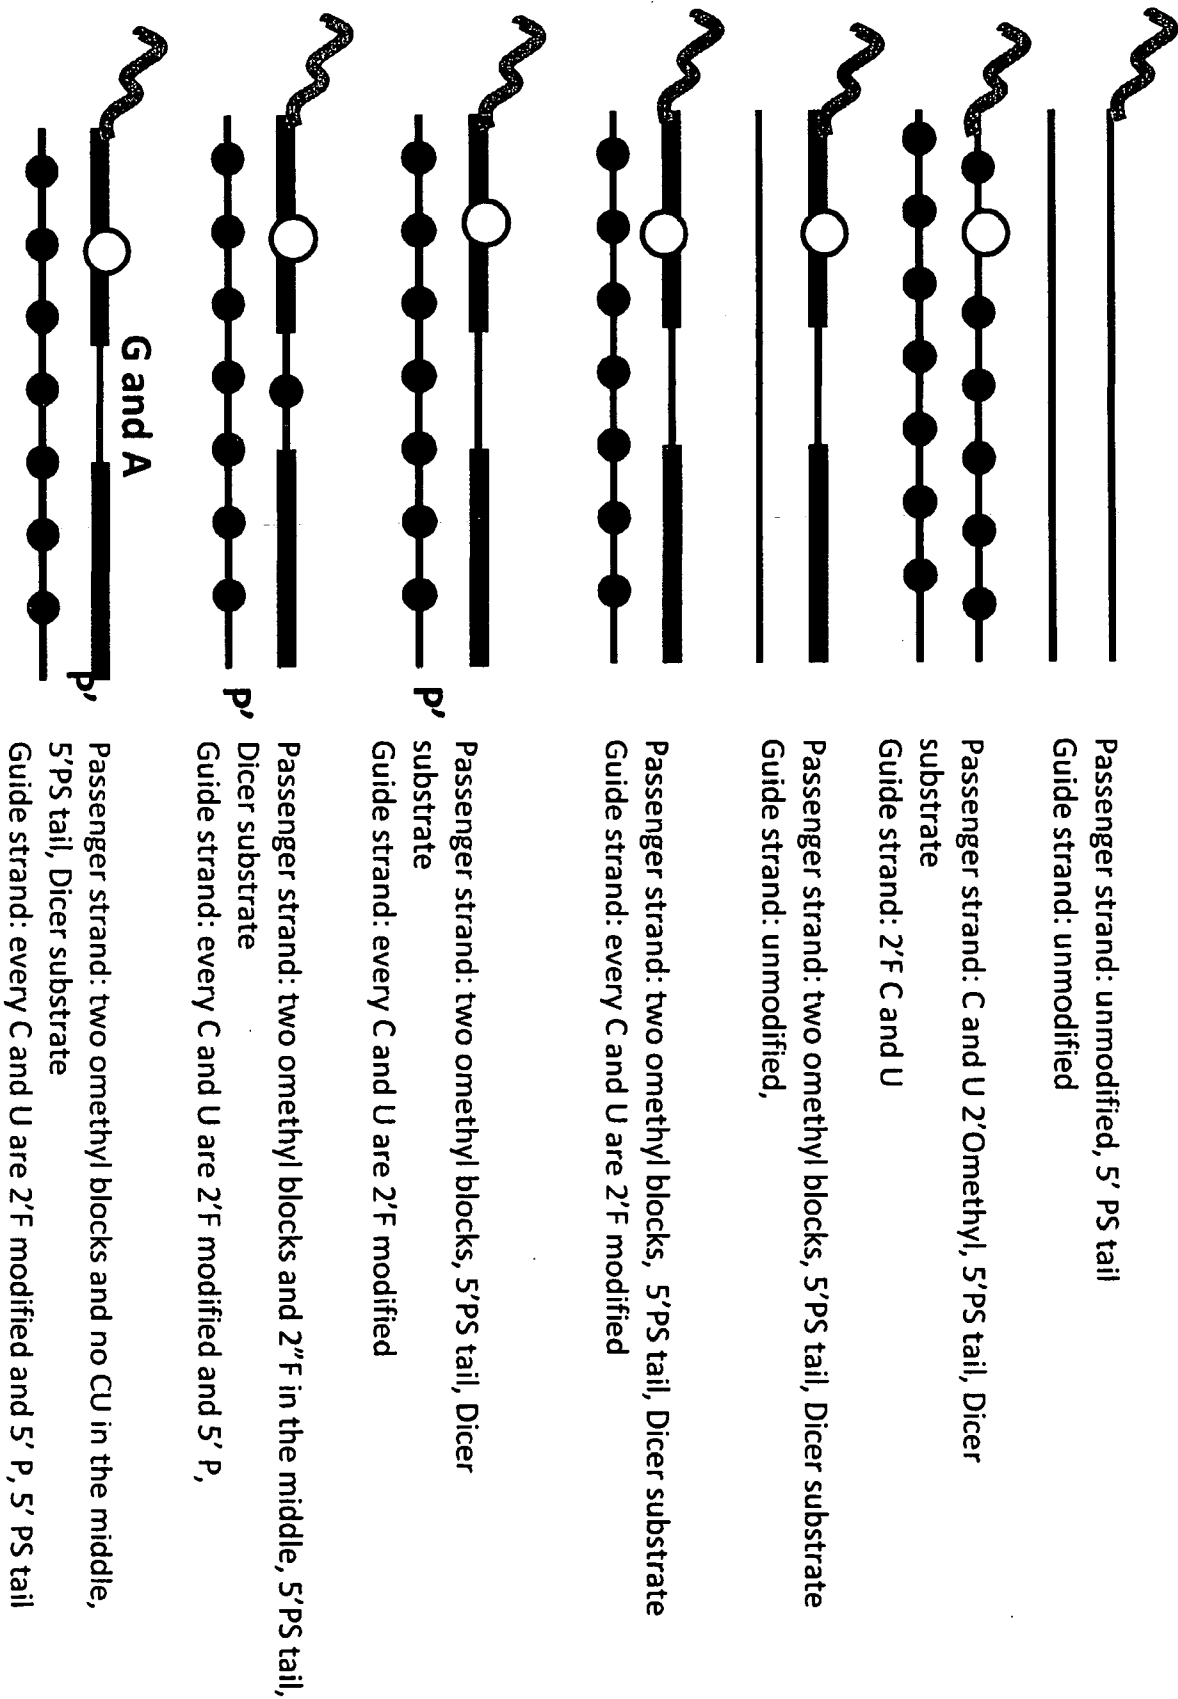 Passenger strand: unmodified, 5' PS tail
Guide strand: unmodified
Passenger strand: C and U 2'Omethyl, 5'PS tail, Dicer
substrate
Guide strand: 2'F C and U
Passenger strand: two omethyl blocks, 5'PS tail, Dicer substrate
Guide strand: unmodified,
Passenger strand: two omethyl blocks, 5'PS tail, Dicer substrate
Guide strand: every C and U are 2'F modified
Passenger strand: two omethyl blocks, 5'PS tail, Dicer
substrate
Guide strand: every C and U are 2'F modified
P'
Passenger strand: two omethyl blocks and 2"F in the middle, 5'PS tail,
Dicer substrate
Guide strand: every C and U are 2'F modified and 5' P,
P'
G and A
Passenger strand: two omethyl blocks and no CU in the middle,
5'PS tail, Dicer substrate
Guide strand: every C and U are 2'F modified and 5' P, 5' PS tail
P'